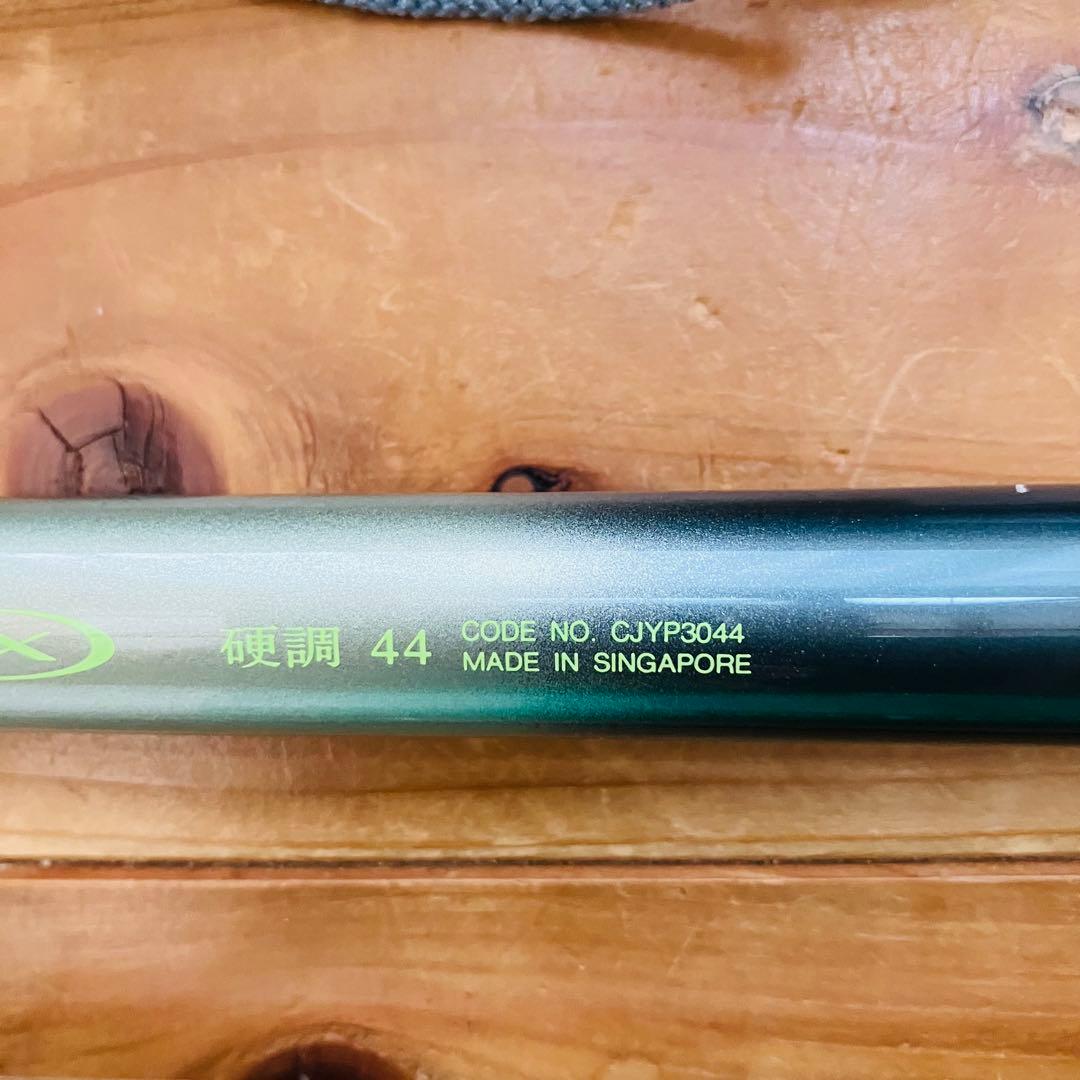 X
硬調 44
CODE NO. CJYP3044
MADE IN SINGAPORE